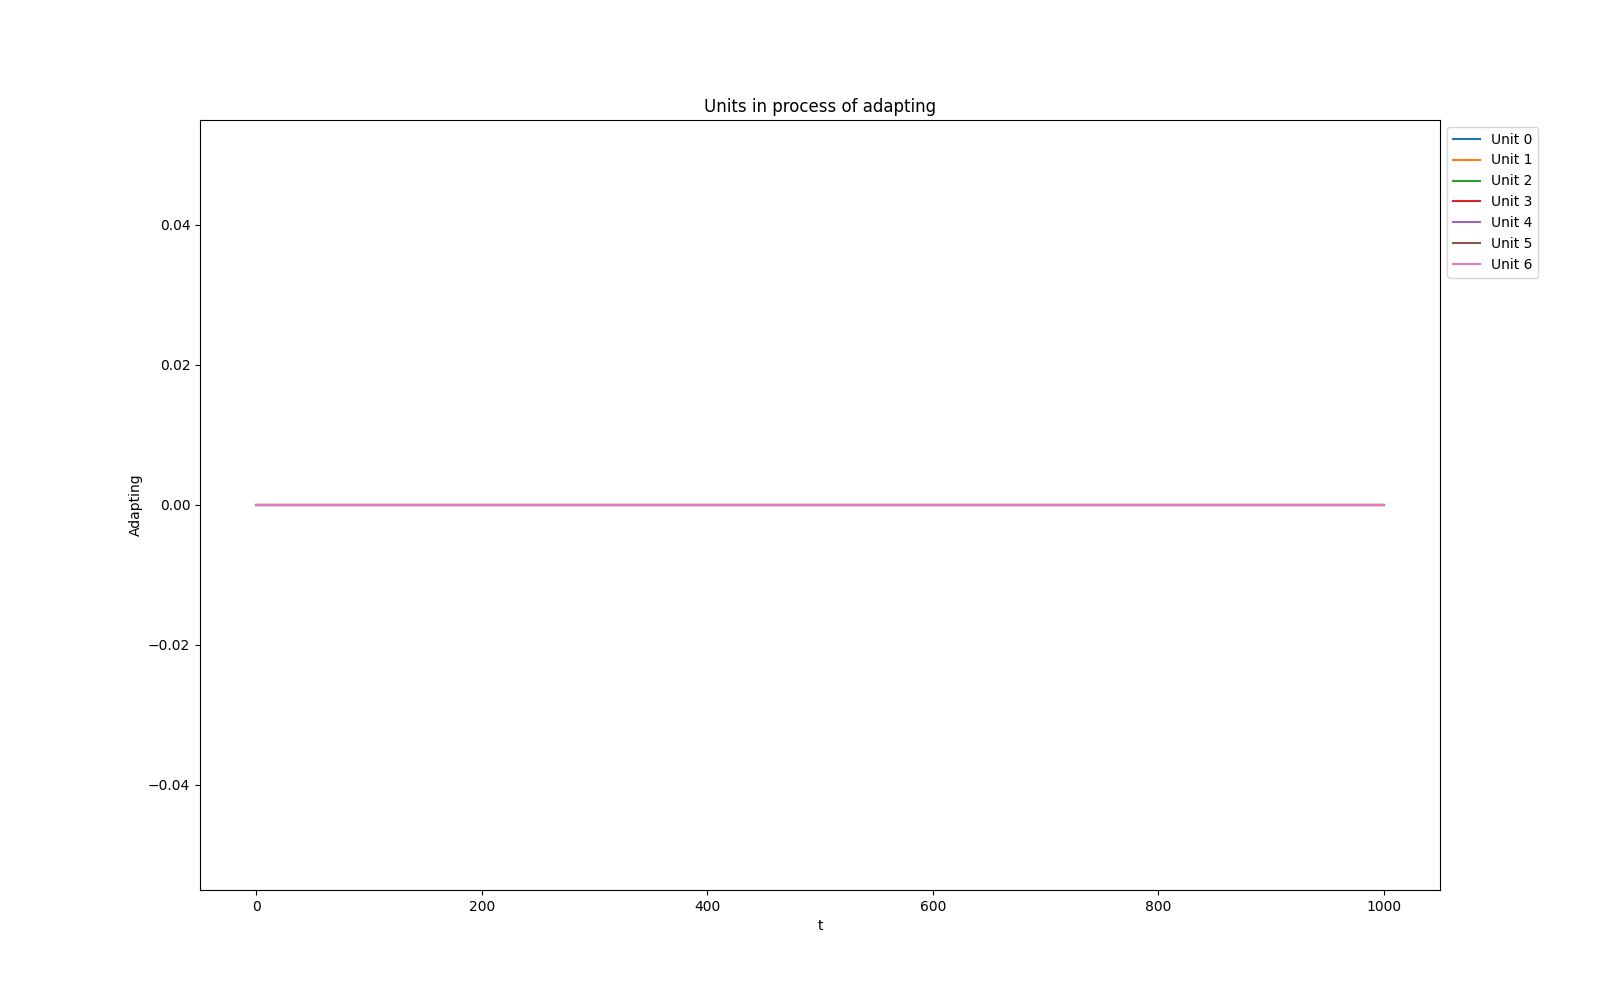 Units in process of adapting
Unit 0
Unit 1
Unit 2
Unit 3
Unit 4
Unit 5
Unit 6
0.04
0.02
0.00
−0.02
−0.04
Adapting
0 200 400 600 800 1000
t